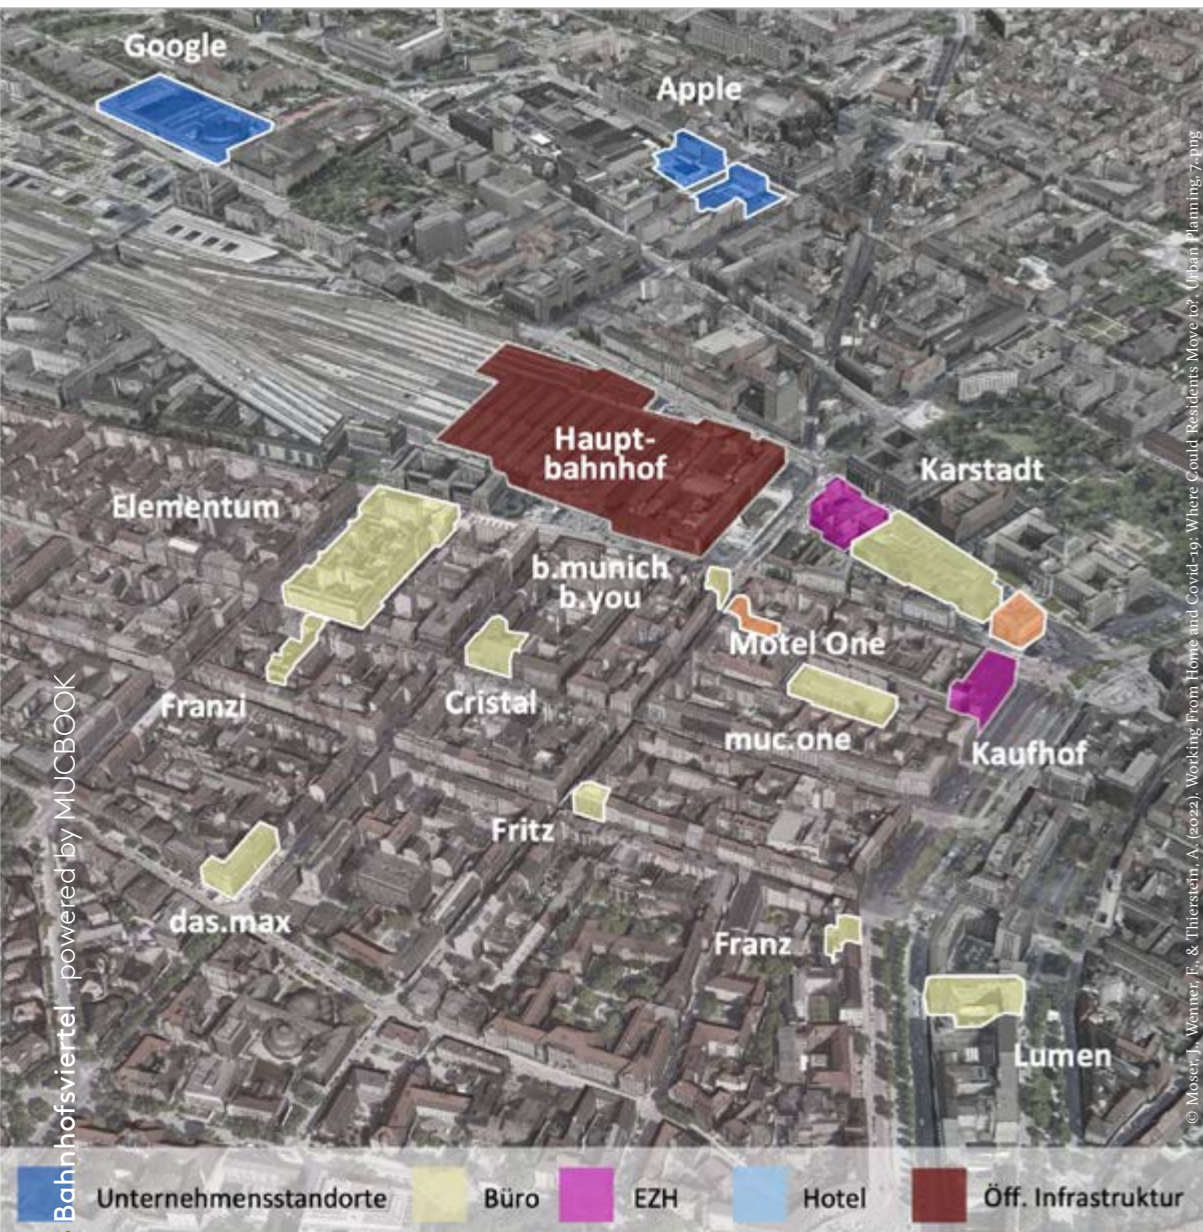 Google
Apple
Haupt-
bahnhof
Karstadt
Elementum
b.munich
b.you
Motel One
Franzi
Cristal
muc.one
Kaufhof
Fritz
das.max
Franz
Lumen
Unternehmensstandorte
Büro
EZH
Hotel
Öff. Infrastruktur
Bahnhofsviertel powered by MUCBOOK
© Moser, J., Wenner, F., & Thierstein, A. (2022). Working From Home and Covid-19: Where Could Residents Move to? Urban Planning, 7. png